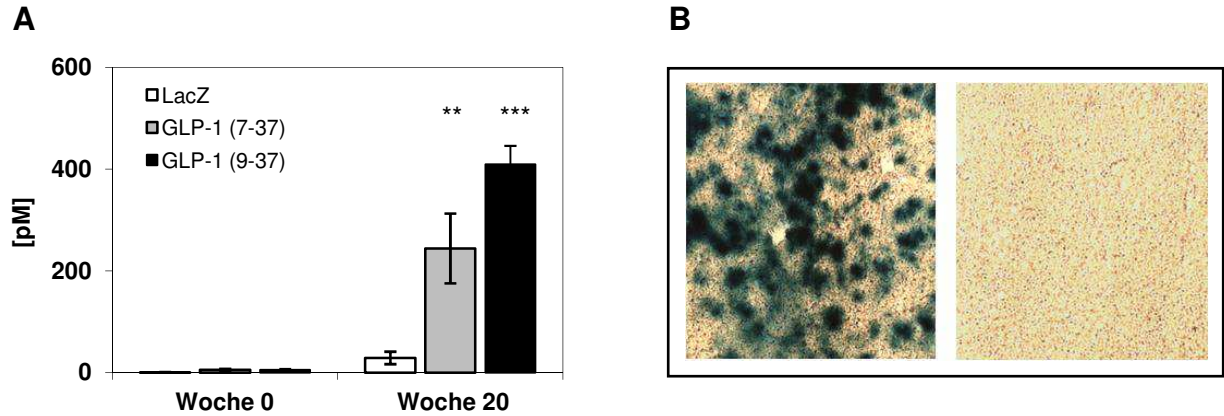 A
B
[pM]
600
400
200
0
LacZ
GLP-1 (7-37)
GLP-1 (9-37)
**
***
Woche 0
Woche 20